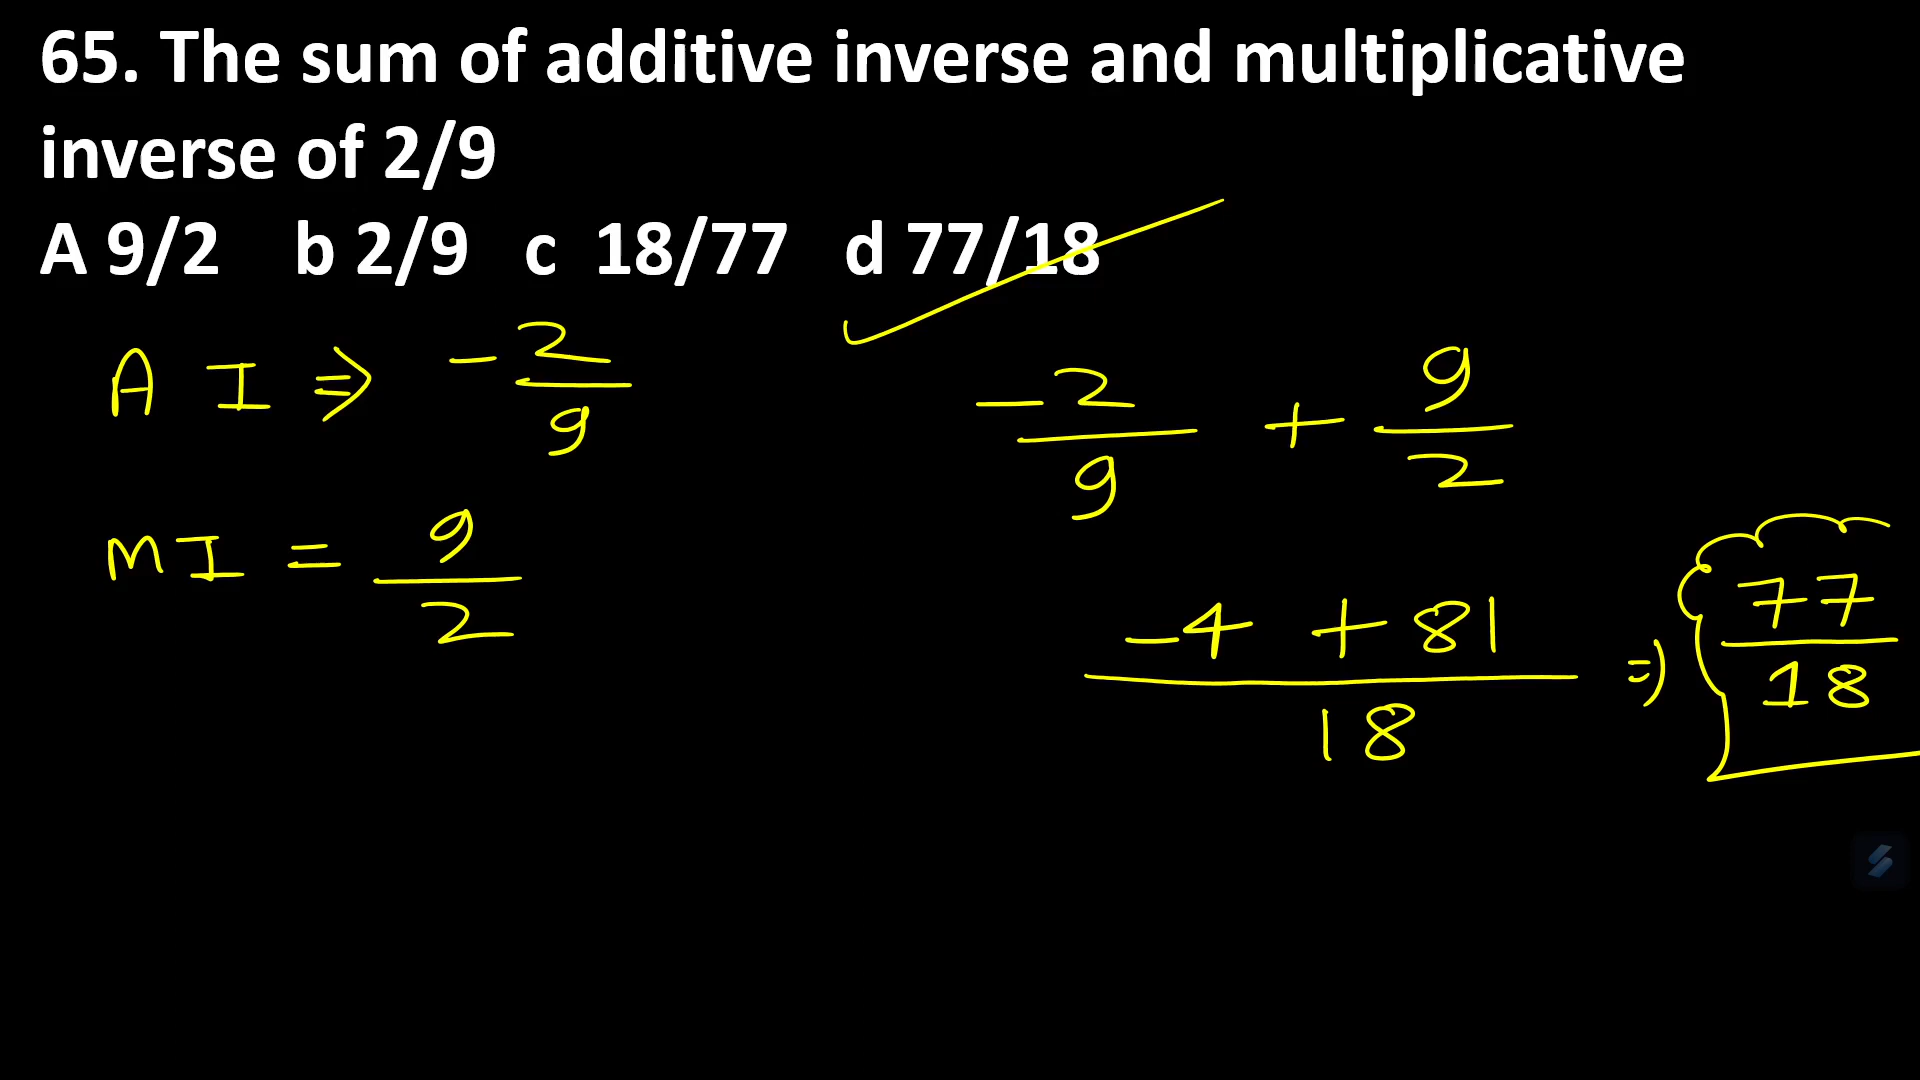 65. The sum of additive inverse and multiplicative
inverse of 2/9
A 9/2 b 2/9 c 18/77 d 77/18
A I ⇒ -2/9
MI = 9/2
-2/9 + 9/2
-4 + 81/18 ⇒ 77/18